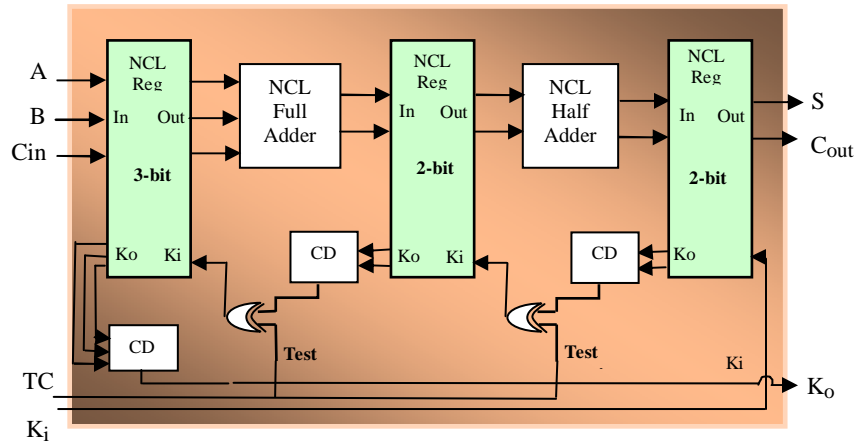 A
B
Cin
NCL
Reg
In Out
3-bit
Ko Ki
NCL
Full
Adder
NCL
Reg
In Out
2-bit
Ko Ki
NCL
Half
Adder
NCL
Reg
In Out
2-bit
Ko
S
Cout
CD
CD
CD
Test
Test
Ki
TC
Ki
Ko